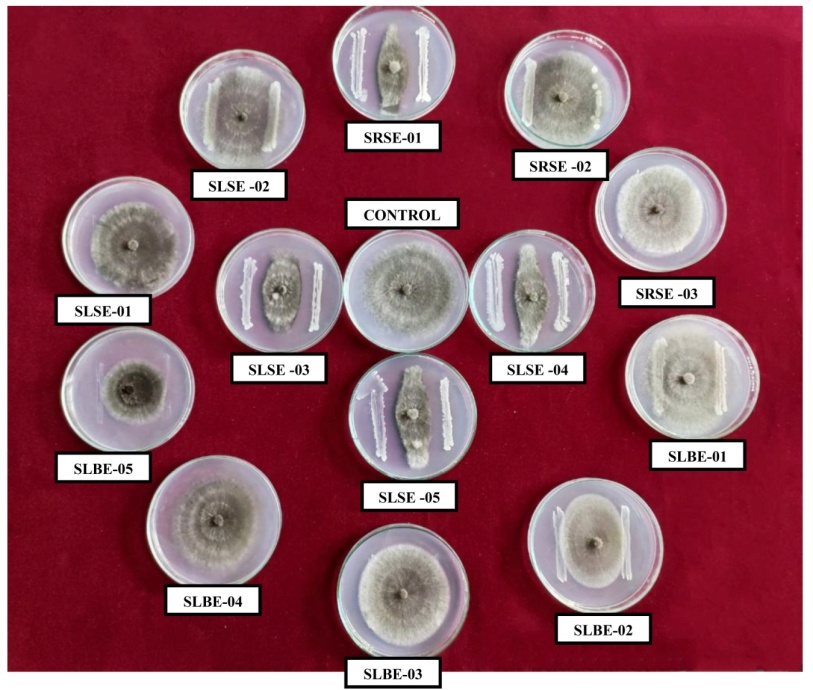 SRSE-01
SLSE -02
SRSE -02
CONTROL
SLSE-01
SRSE -03
SLSE -03
SLSE -04
SLBE-05
SLBE-01
SLSE -05
SLBE-04
SLBE-02
SLBE-03